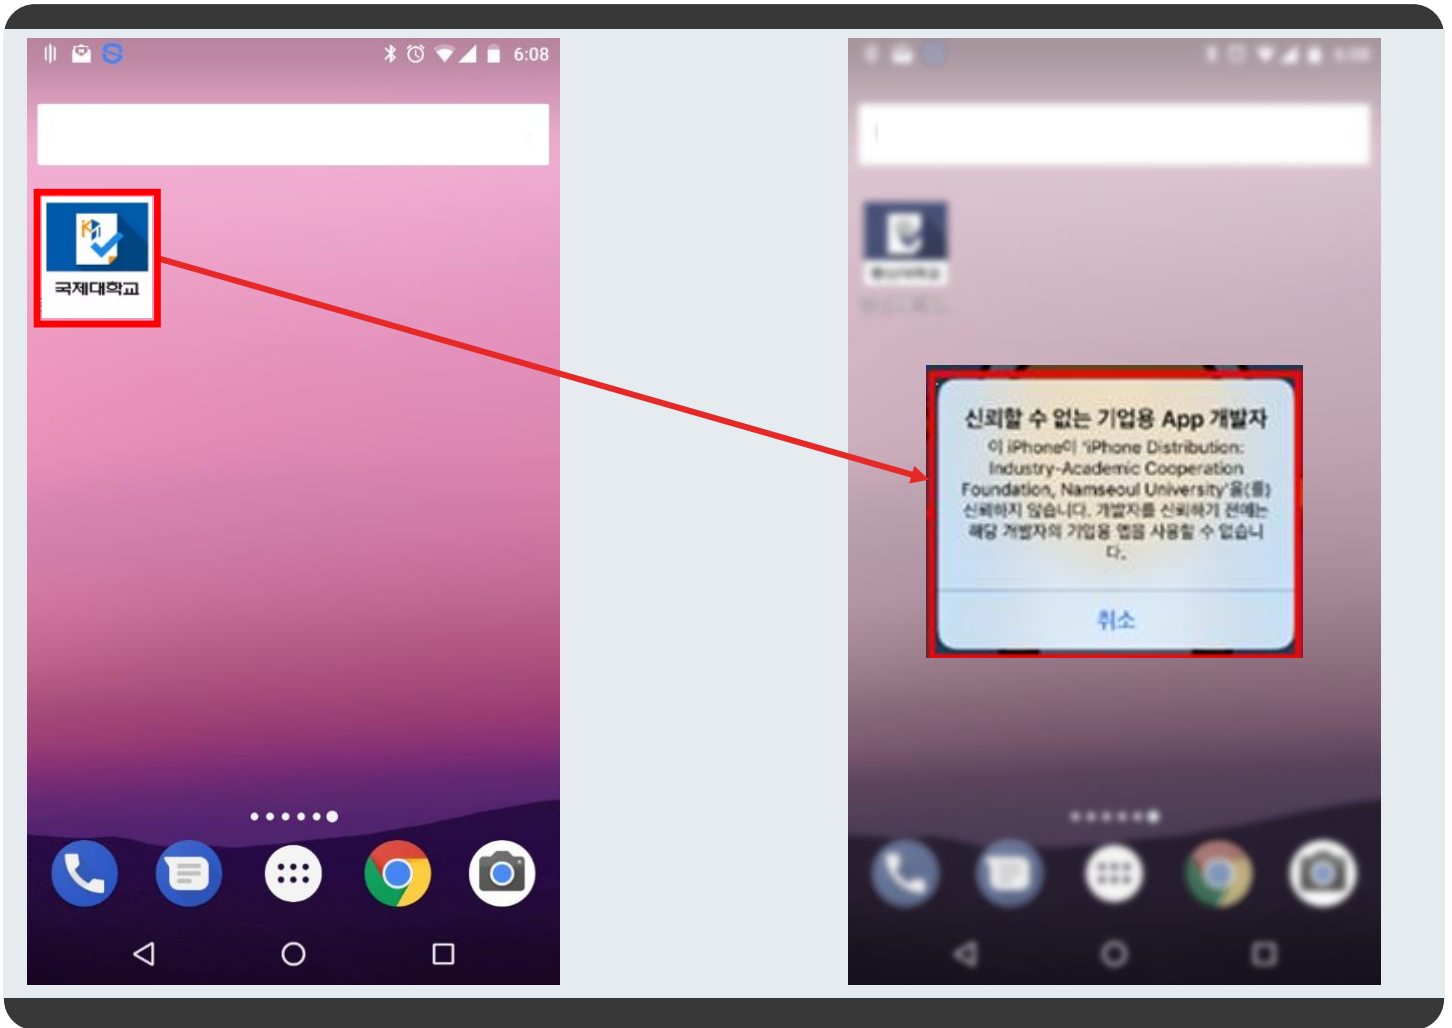 6:08
국제대학교
신뢰할 수 없는 기업용 App 개발자
이 iPhone이 'iPhone Distribution:
Industry-Academic Cooperation
Foundation, Namseoul University'을(를)
신뢰하지 않습니다. 개발자를 신뢰하기 전에는
해당 개발자의 기업용 앱을 사용할 수 없습니
다.
취소